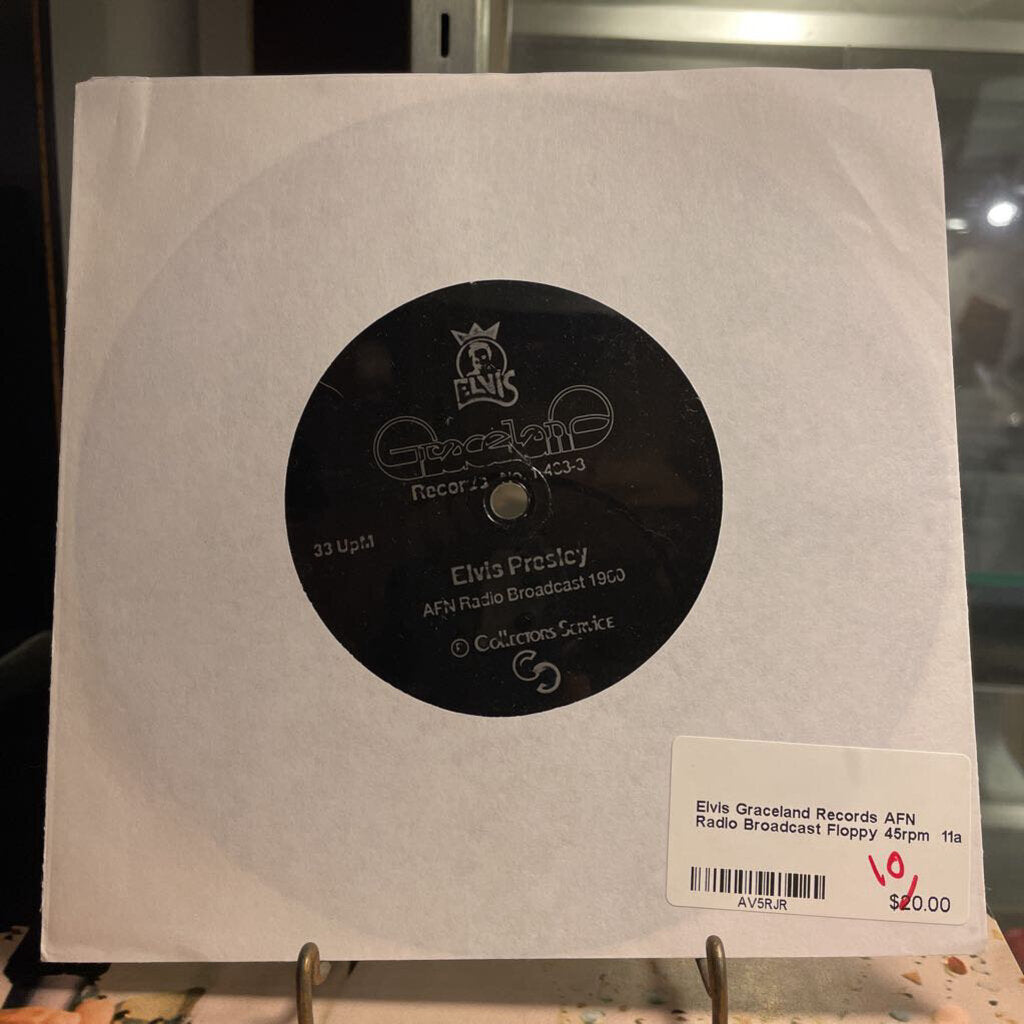 ELVIS
Graceland
Records No.
33 UpM
Elvis Presley
AFN Radio Broadcast 1960
℗ Collectors Service
Elvis Graceland Records AFN
Radio Broadcast Floppy 45rpm 11a
10
AV5RJR
$20.00